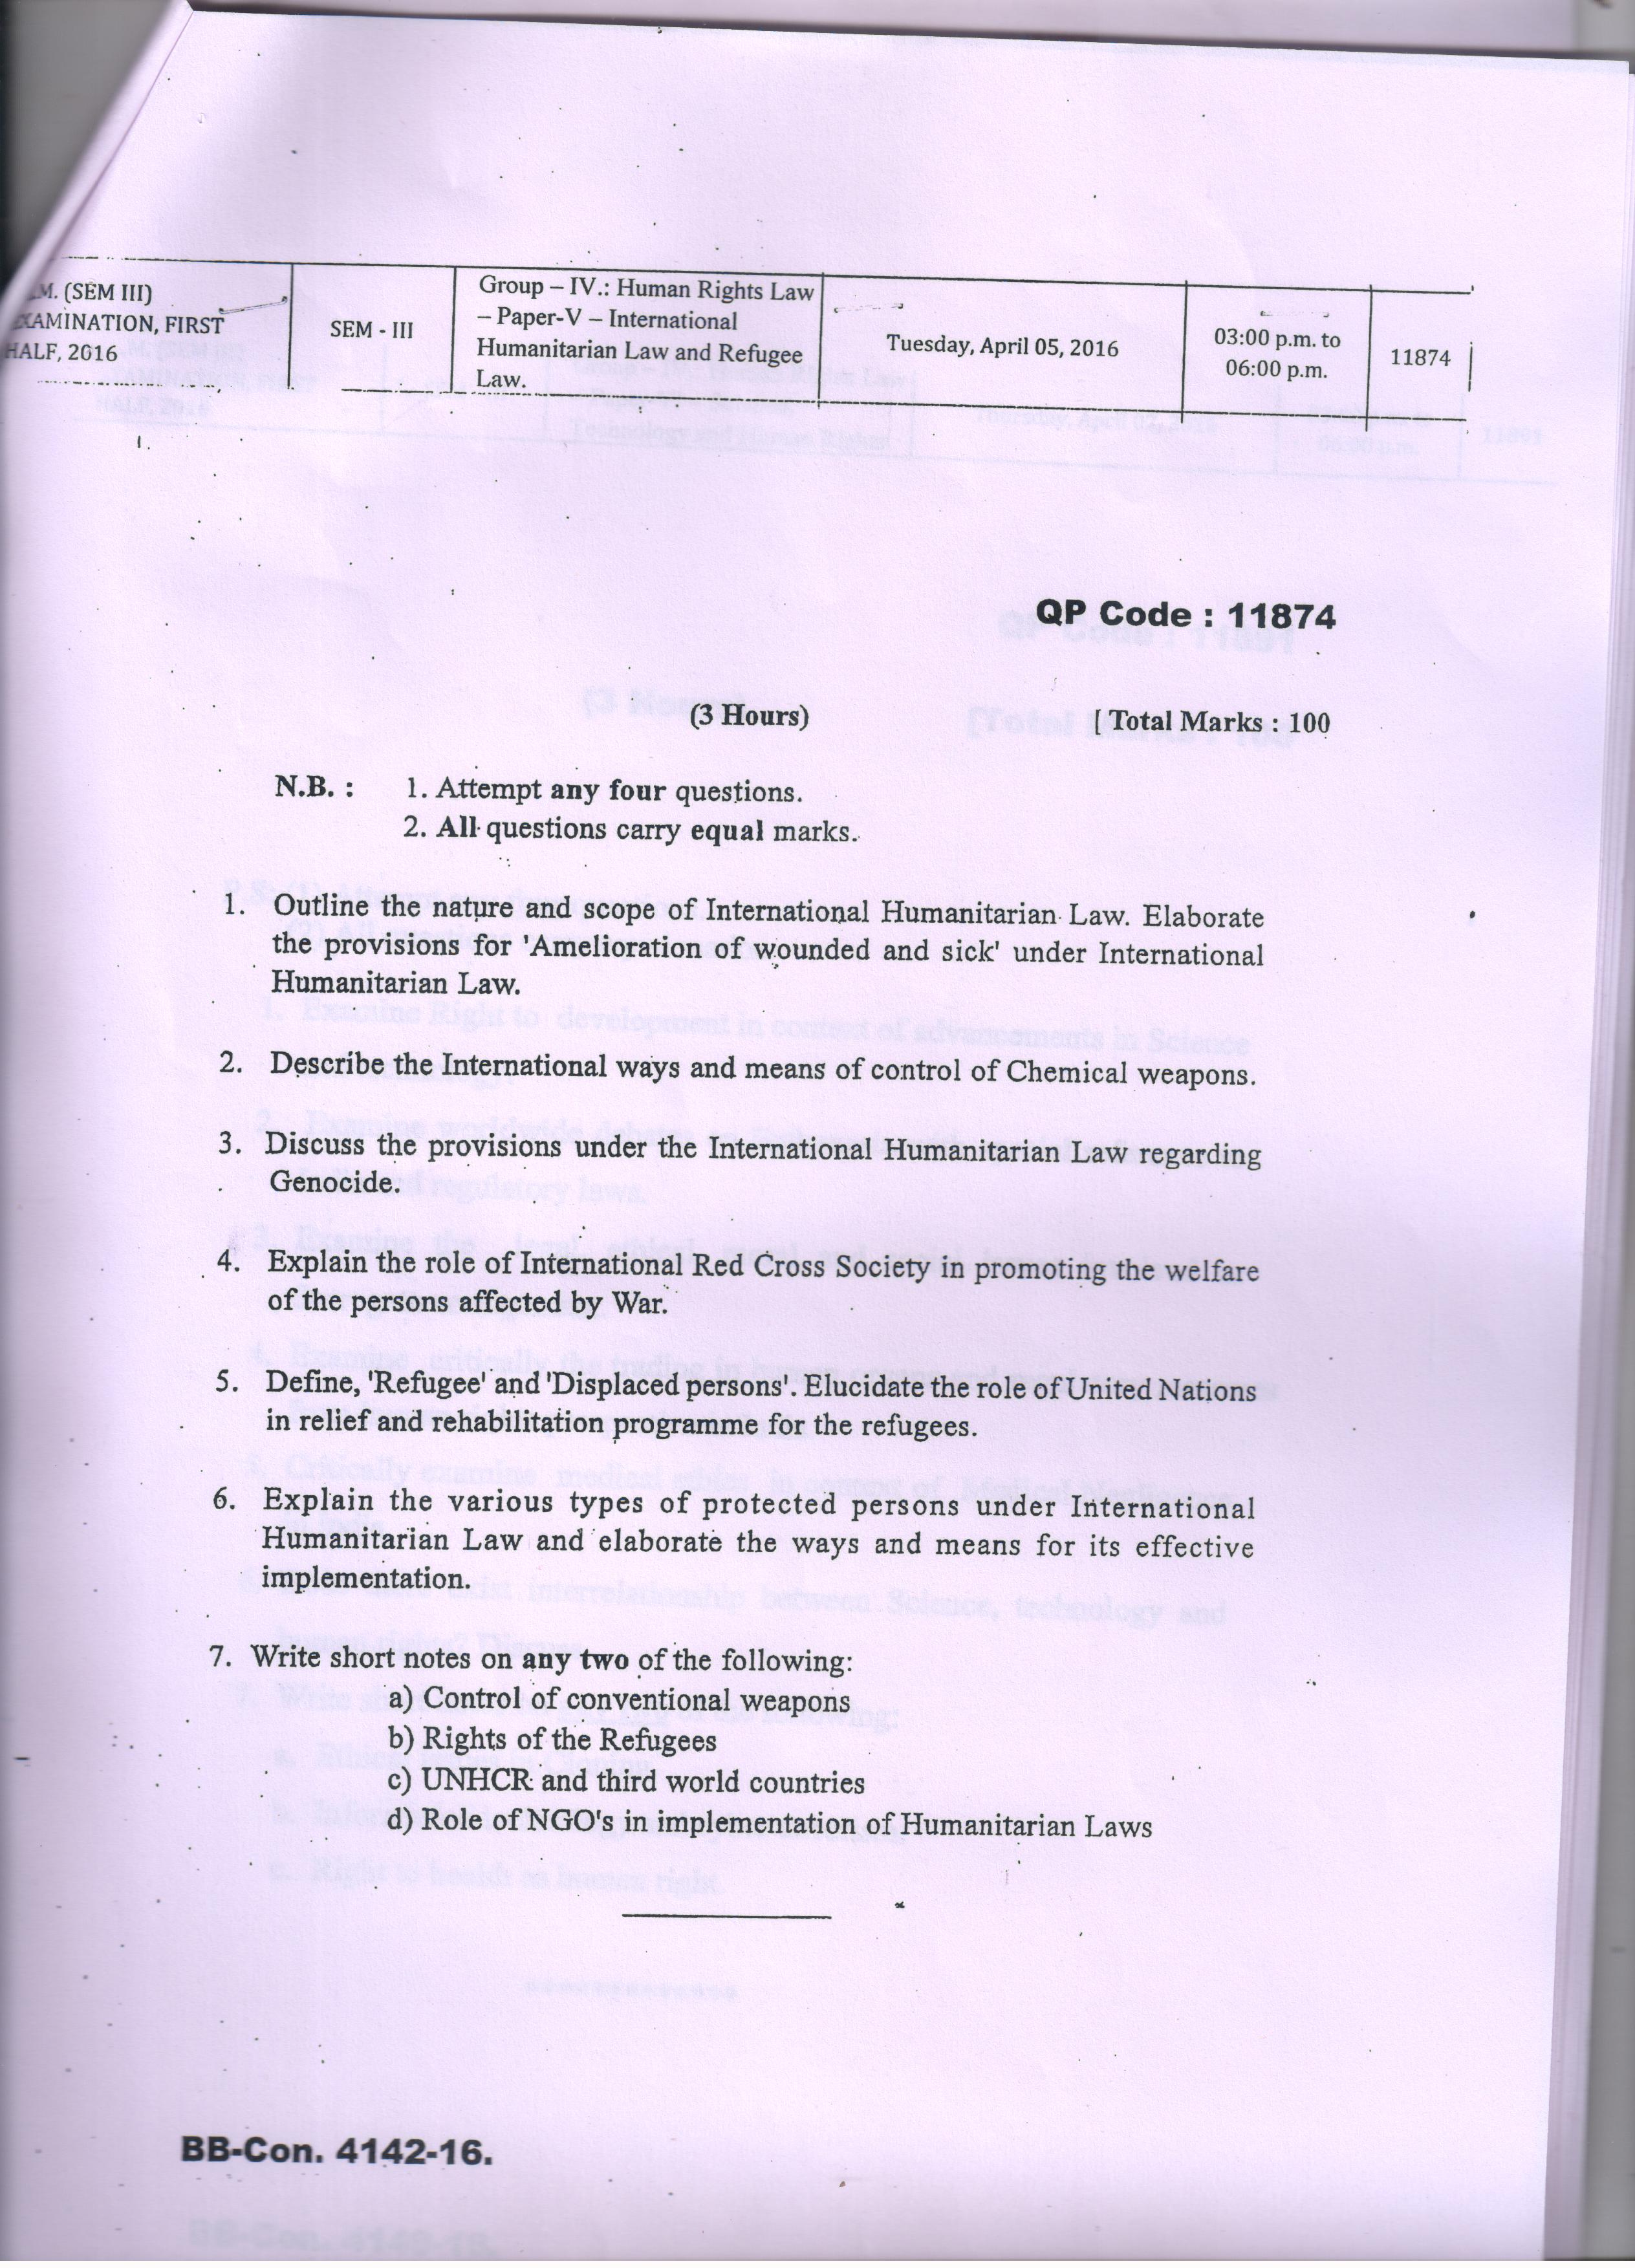 M. (SEM III)
EXAMINATION, FIRST
HALF, 2016
SEM - III
Group – IV.: Human Rights Law
– Paper-V – International
Humanitarian Law and Refugee
Law.
Tuesday, April 05, 2016
03:00 p.m. to
06:00 p.m.
11874
QP Code : 11874
(3 Hours)
[ Total Marks : 100
N.B. : 1. Attempt any four questions.
2. All questions carry equal marks.
1. Outline the nature and scope of International Humanitarian Law. Elaborate
the provisions for 'Amelioration of wounded and sick' under International
Humanitarian Law.
2. Describe the International ways and means of control of Chemical weapons.
3. Discuss the provisions under the International Humanitarian Law regarding
Genocide.
4. Explain the role of International Red Cross Society in promoting the welfare
of the persons affected by War.
5. Define, 'Refugee' and 'Displaced persons'. Elucidate the role of United Nations
in relief and rehabilitation programme for the refugees.
6. Explain the various types of protected persons under International
Humanitarian Law and elaborate the ways and means for its effective
implementation.
7. Write short notes on any two of the following:
a) Control of conventional weapons
b) Rights of the Refugees
c) UNHCR and third world countries
d) Role of NGO's in implementation of Humanitarian Laws
BB-Con. 4142-16.